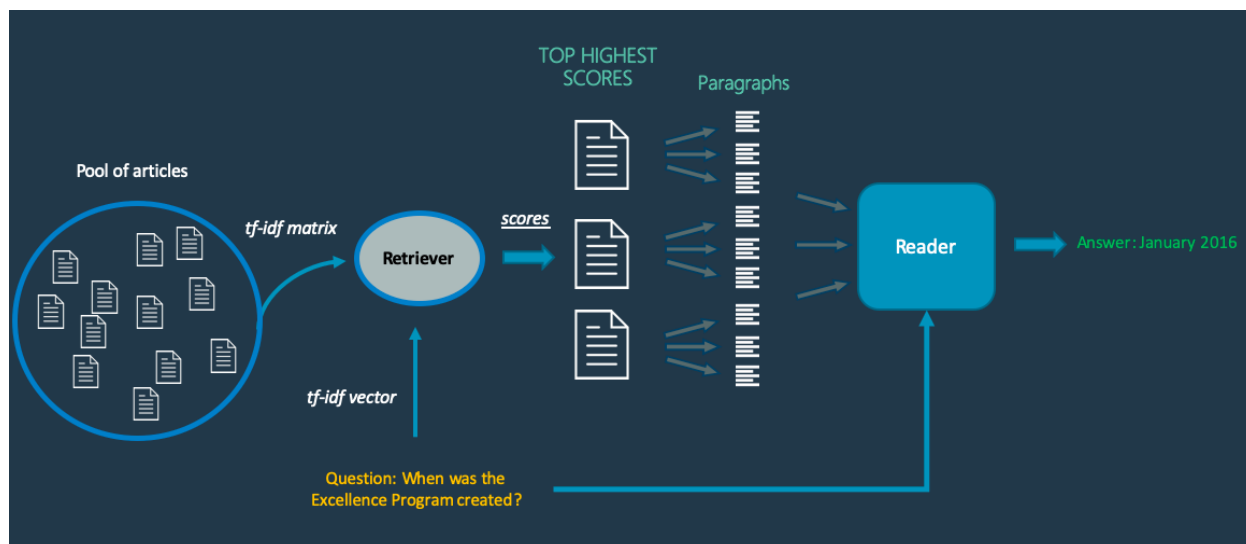 TOP HIGHEST
SCORES
Paragraphs
Pool of articles
tf-idf matrix
scores
Retriever
Reader
Answer: January 2016
tf-idf vector
Question: When was the
Excellence Program created?